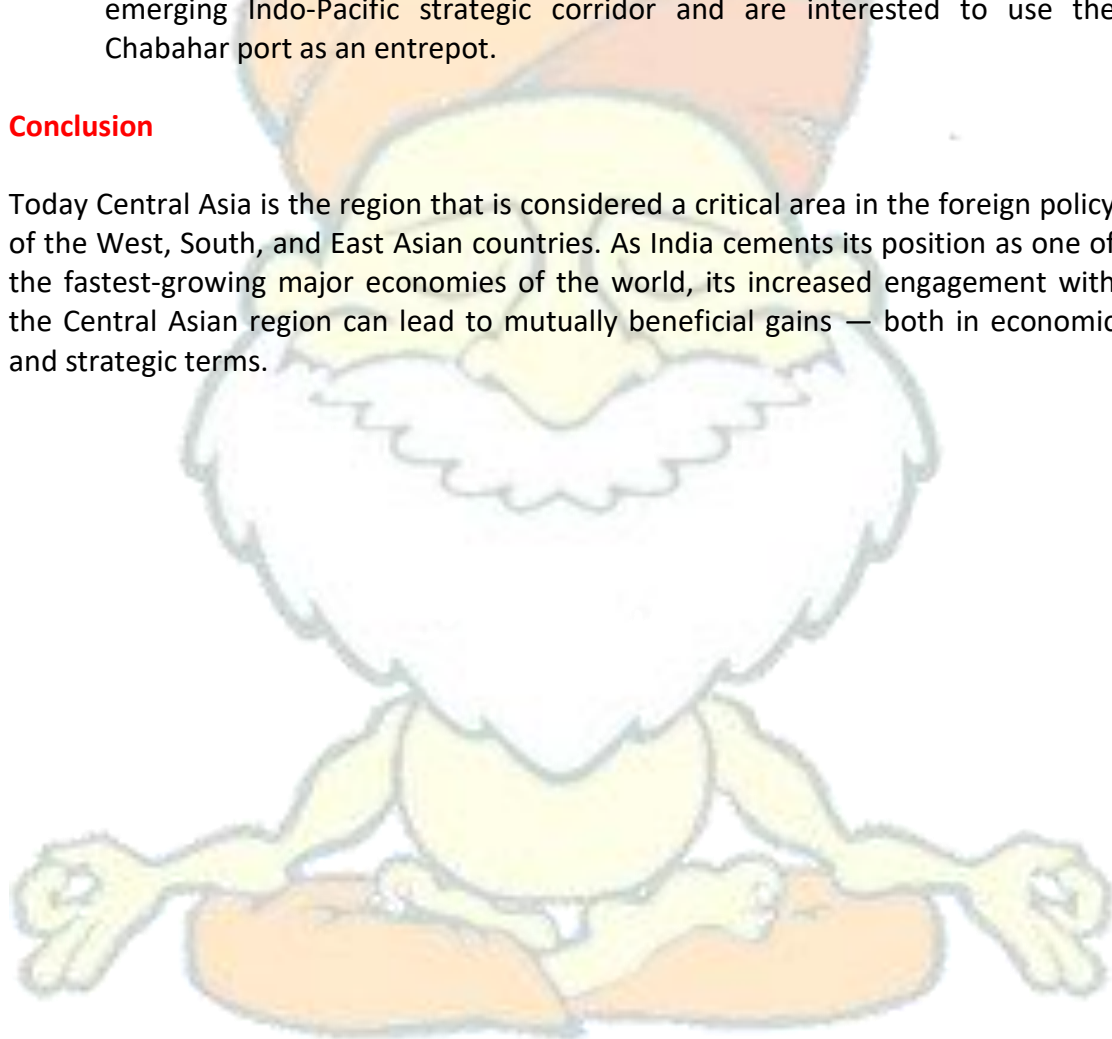 emerging Indo-Pacific strategic corridor and are interested to use the
Chabahar port as an entrepot.
Conclusion
Today Central Asia is the region that is considered a critical area in the foreign policy
of the West, South, and East Asian countries. As India cements its position as one of
the fastest-growing major economies of the world, its increased engagement with
the Central Asian region can lead to mutually beneficial gains — both in economic
and strategic terms.